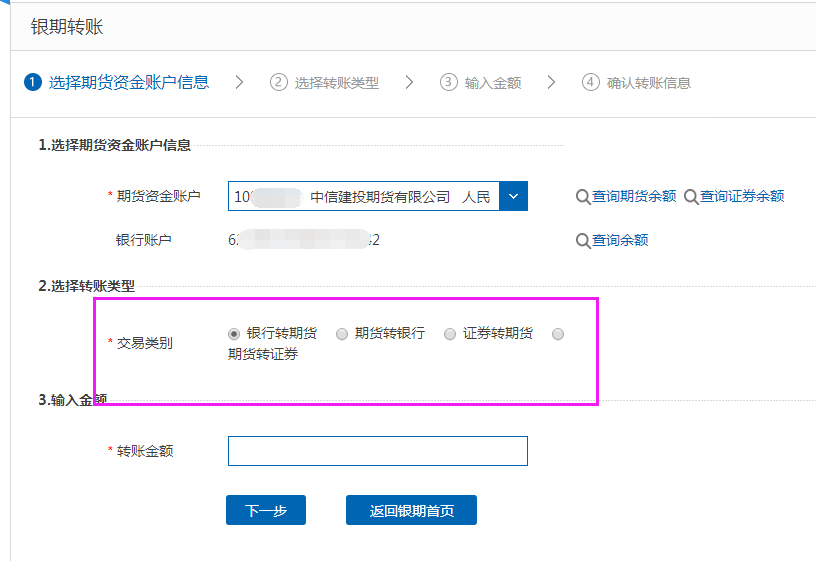 银期转账
1 选择期货资金账户信息 2 选择转账类型 3 输入金额 4 确认转账信息
1.选择期货资金账户信息
* 期货资金账户 10 中信建投期货有限公司 人民 查询期货余额 查询证券余额
银行账户 62 2 查询余额
2.选择转账类型
* 交易类别 银行转期货 期货转银行 证券转期货
期货转证券
3.输入金额
* 转账金额
下一步 返回银期首页